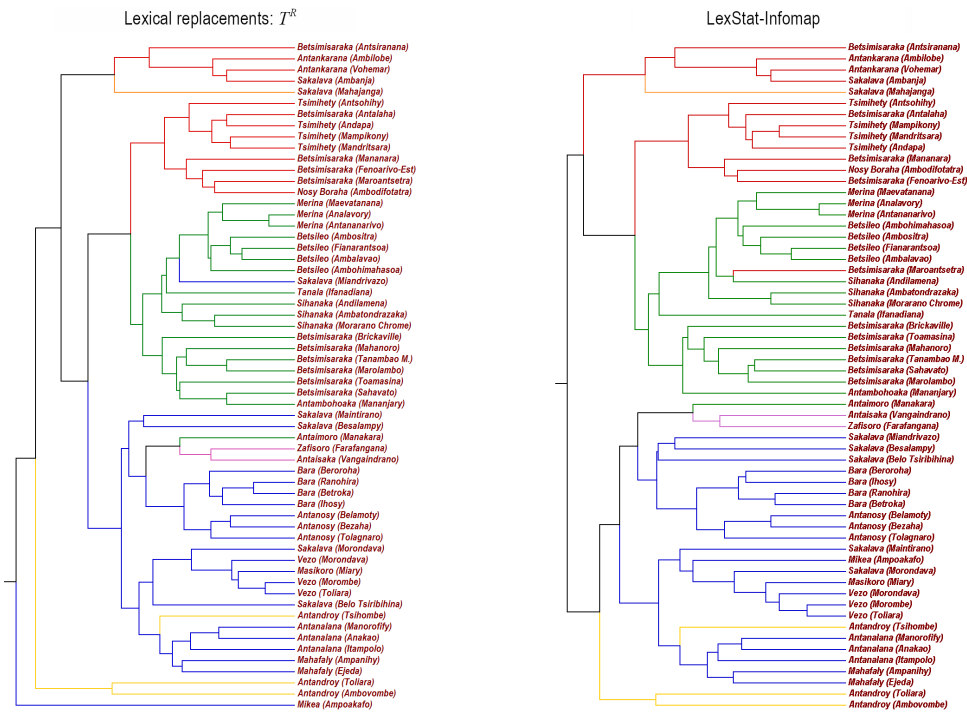 Lexical replacements: T^R
Betsimisaraka (Antsiranana)
Antankarana (Ambilobe)
Antankarana (Vohemar)
Sakalava (Ambanja)
Sakalava (Mahajanga)
Tsimihety (Antsohihy)
Betsimisaraka (Antalaha)
Tsimihety (Andapa)
Tsimihety (Mampikony)
Tsimihety (Mandritsara)
Betsimisaraka (Mananara)
Betsimisaraka (Fenoarivo-Est)
Betsimisaraka (Maroantsetra)
Nosy Boraha (Ambodifotatra)
Merina (Maevatanana)
Merina (Analavory)
Merina (Antananarivo)
Betsileo (Ambositra)
Betsileo (Fianarantsoa)
Betsileo (Ambalavao)
Betsileo (Ambohimahasoa)
Sakalava (Miandrivazo)
Tanala (Ifanadiana)
Sihanaka (Andilamena)
Sihanaka (Ambatondrazaka)
Sihanaka (Morarano Chrome)
Betsimisaraka (Brickaville)
Betsimisaraka (Mahanoro)
Betsimisaraka (Tanambao M.)
Betsimisaraka (Marolambo)
Betsimisaraka (Toamasina)
Betsimisaraka (Sahavato)
Antambohoaka (Mananjary)
Sakalava (Maintirano)
Sakalava (Besalampy)
Antaimoro (Manakara)
Zafisoro (Farafangana)
Antaisaka (Vangaindrano)
Bara (Beroroha)
Bara (Ranohira)
Bara (Betroka)
Bara (Ihosy)
Antanosy (Belamoty)
Antanosy (Bezaha)
Antanosy (Tolagnaro)
Sakalava (Morondava)
Vezo (Morondava)
Masikoro (Miary)
Vezo (Morombe)
Vezo (Toliara)
Sakalava (Belo Tsiribihina)
Antandroy (Tsihombe)
Antanalana (Manorofify)
Antanalana (Anakao)
Antanalana (Itampolo)
Mahafaly (Ampanihy)
Mahafaly (Ejeda)
Antandroy (Toliara)
Antandroy (Ambovombe)
Mikea (Ampoakafo)
LexStat-Infomap
Betsimisaraka (Antsiranana)
Antankarana (Ambilobe)
Antankarana (Vohemar)
Sakalava (Ambanja)
Sakalava (Mahajanga)
Tsimihety (Antsohihy)
Betsimisaraka (Antalaha)
Tsimihety (Mampikony)
Tsimihety (Mandritsara)
Tsimihety (Andapa)
Betsimisaraka (Mananara)
Nosy Boraha (Ambodifotatra)
Betsimisaraka (Fenoarivo-Est)
Merina (Maevatanana)
Merina (Analavory)
Merina (Antananarivo)
Betsileo (Ambohimahasoa)
Betsileo (Ambositra)
Betsileo (Fianarantsoa)
Betsileo (Ambalavao)
Betsimisaraka (Maroantsetra)
Sihanaka (Andilamena)
Sihanaka (Ambatondrazaka)
Sihanaka (Morarano Chrome)
Tanala (Ifanadiana)
Betsimisaraka (Brickaville)
Betsimisaraka (Toamasina)
Betsimisaraka (Mahanoro)
Betsimisaraka (Tanambao M.)
Betsimisaraka (Sahavato)
Betsimisaraka (Marolambo)
Antambohoaka (Mananjary)
Antaimoro (Manakara)
Antaisaka (Vangaindrano)
Zafisoro (Farafangana)
Sakalava (Miandrivazo)
Sakalava (Besalampy)
Sakalava (Belo Tsiribihina)
Bara (Beroroha)
Bara (Ihosy)
Bara (Ranohira)
Bara (Betroka)
Antanosy (Belamoty)
Antanosy (Bezaha)
Antanosy (Tolagnaro)
Sakalava (Maintirano)
Mikea (Ampoakafo)
Sakalava (Morondava)
Masikoro (Miary)
Vezo (Morondava)
Vezo (Morombe)
Vezo (Toliara)
Antandroy (Tsihombe)
Antanalana (Manorofify)
Antanalana (Anakao)
Antanalana (Itampolo)
Mahafaly (Ampanihy)
Mahafaly (Ejeda)
Antandroy (Toliara)
Antandroy (Ambovombe)